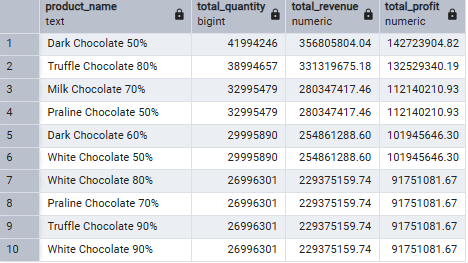 product_name total_quantity total_revenue total_profit
text bigint numeric numeric
1 Dark Chocolate 50% 41994246 356805804.04 142723904.82
2 Truffle Chocolate 80% 38994657 331319675.18 132529340.19
3 Milk Chocolate 70% 32995479 280347417.46 112140210.93
4 Praline Chocolate 50% 32995479 280347417.46 112140210.93
5 Dark Chocolate 60% 29995890 254861288.60 101945646.30
6 White Chocolate 50% 29995890 254861288.60 101945646.30
7 White Chocolate 80% 26996301 229375159.74 91751081.67
8 Praline Chocolate 70% 26996301 229375159.74 91751081.67
9 Truffle Chocolate 90% 26996301 229375159.74 91751081.67
10 White Chocolate 90% 26996301 229375159.74 91751081.67